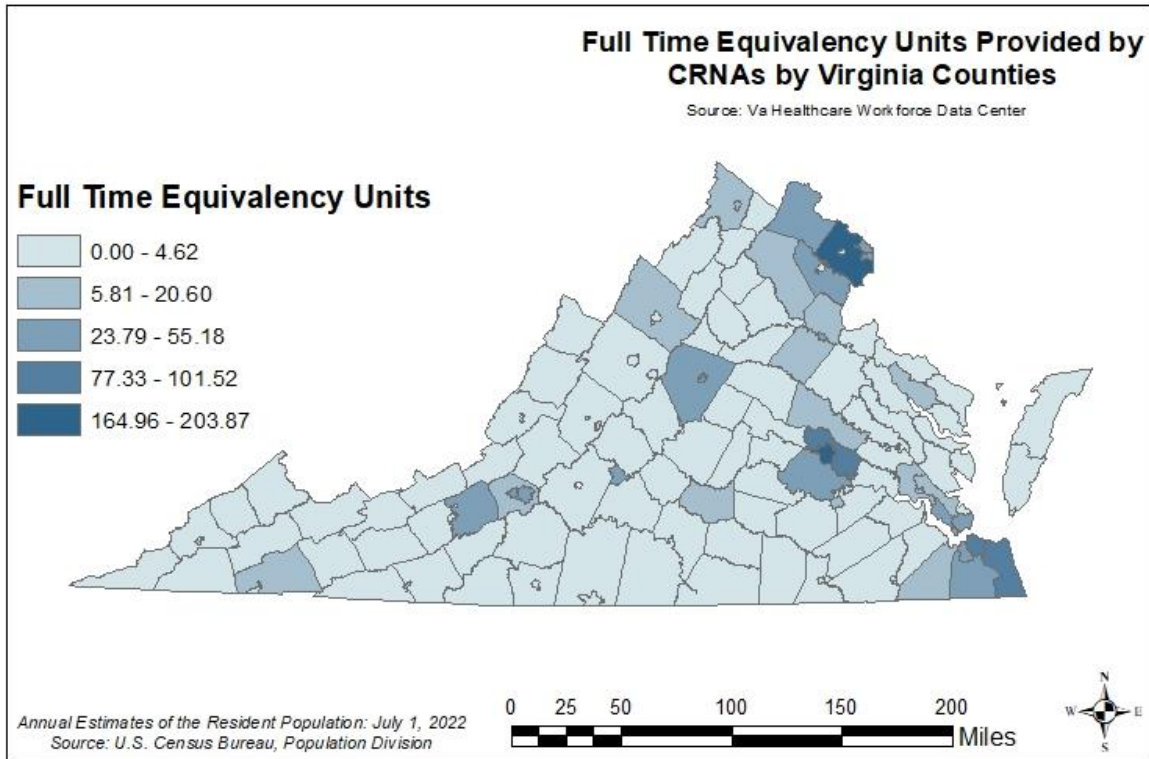 Full Time Equivalency Units Provided by
CRNAs by Virginia Counties
Source: Va Healthcare Workforce Data Center
Full Time Equivalency Units
0.00 - 4.62
5.81 - 20.60
23.79 - 55.18
77.33 - 101.52
164.96 - 203.87
Annual Estimates of the Resident Population: July 1, 2022
Source: U.S. Census Bureau, Population Division
0 25 50 100 150 200
Miles
N
W E
S